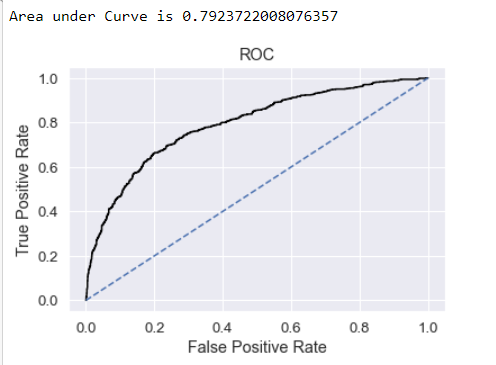 Area under Curve is 0.7923722008076357
ROC
True Positive Rate
1.0
0.8
0.6
0.4
0.2
0.0
0.0 0.2 0.4 0.6 0.8 1.0
False Positive Rate